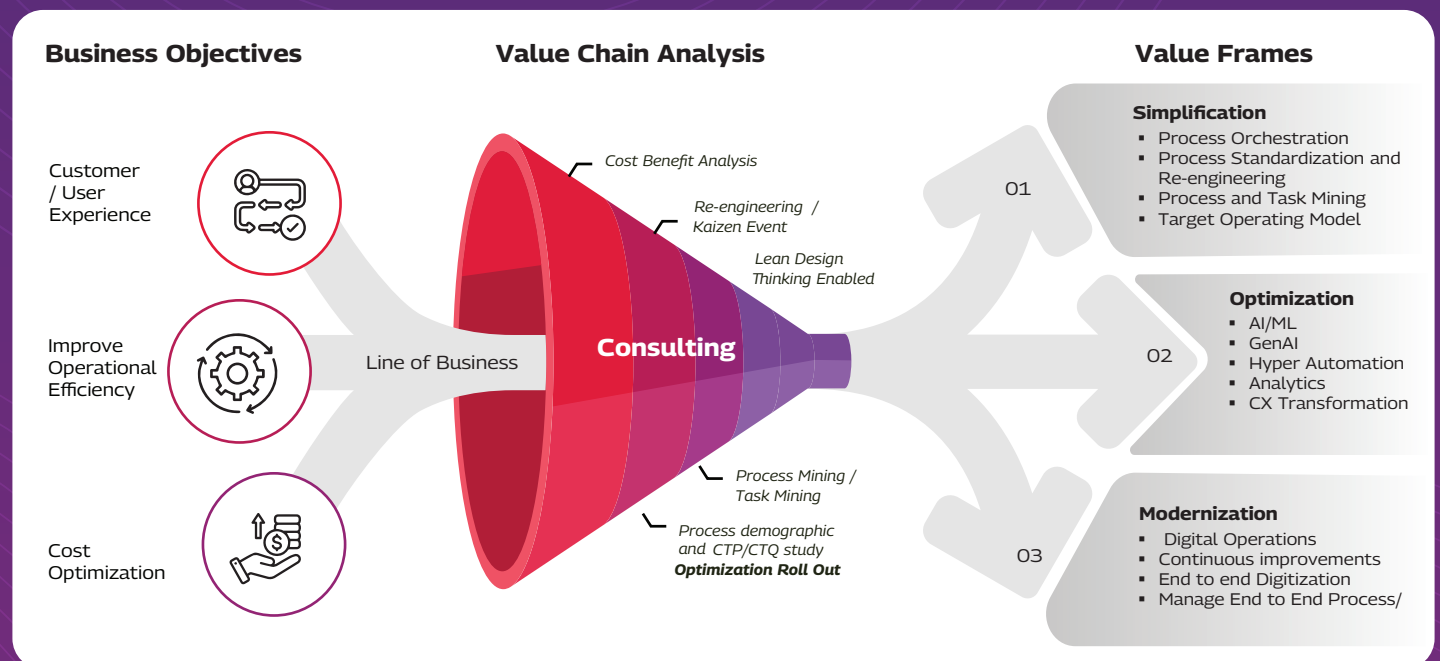 Business Objectives
Value Chain Analysis
Value Frames
Customer
/ User
Experience
Improve
Operational
Efficiency
Cost
Optimization
Line of Business
Consulting
Cost Benefit Analysis
Re-engineering /
Kaizen Event
Lean Design
Thinking Enabled
Process Mining /
Task Mining
Process demographic
and CTP/CTQ study
Optimization Roll Out
01
Simplification
▪ Process Orchestration
▪ Process Standardization and
Re-engineering
▪ Process and Task Mining
▪ Target Operating Model
02
Optimization
▪ AI/ML
▪ GenAI
▪ Hyper Automation
▪ Analytics
▪ CX Transformation
03
Modernization
▪ Digital Operations
▪ Continuous improvements
▪ End to end Digitization
▪ Manage End to End Process/